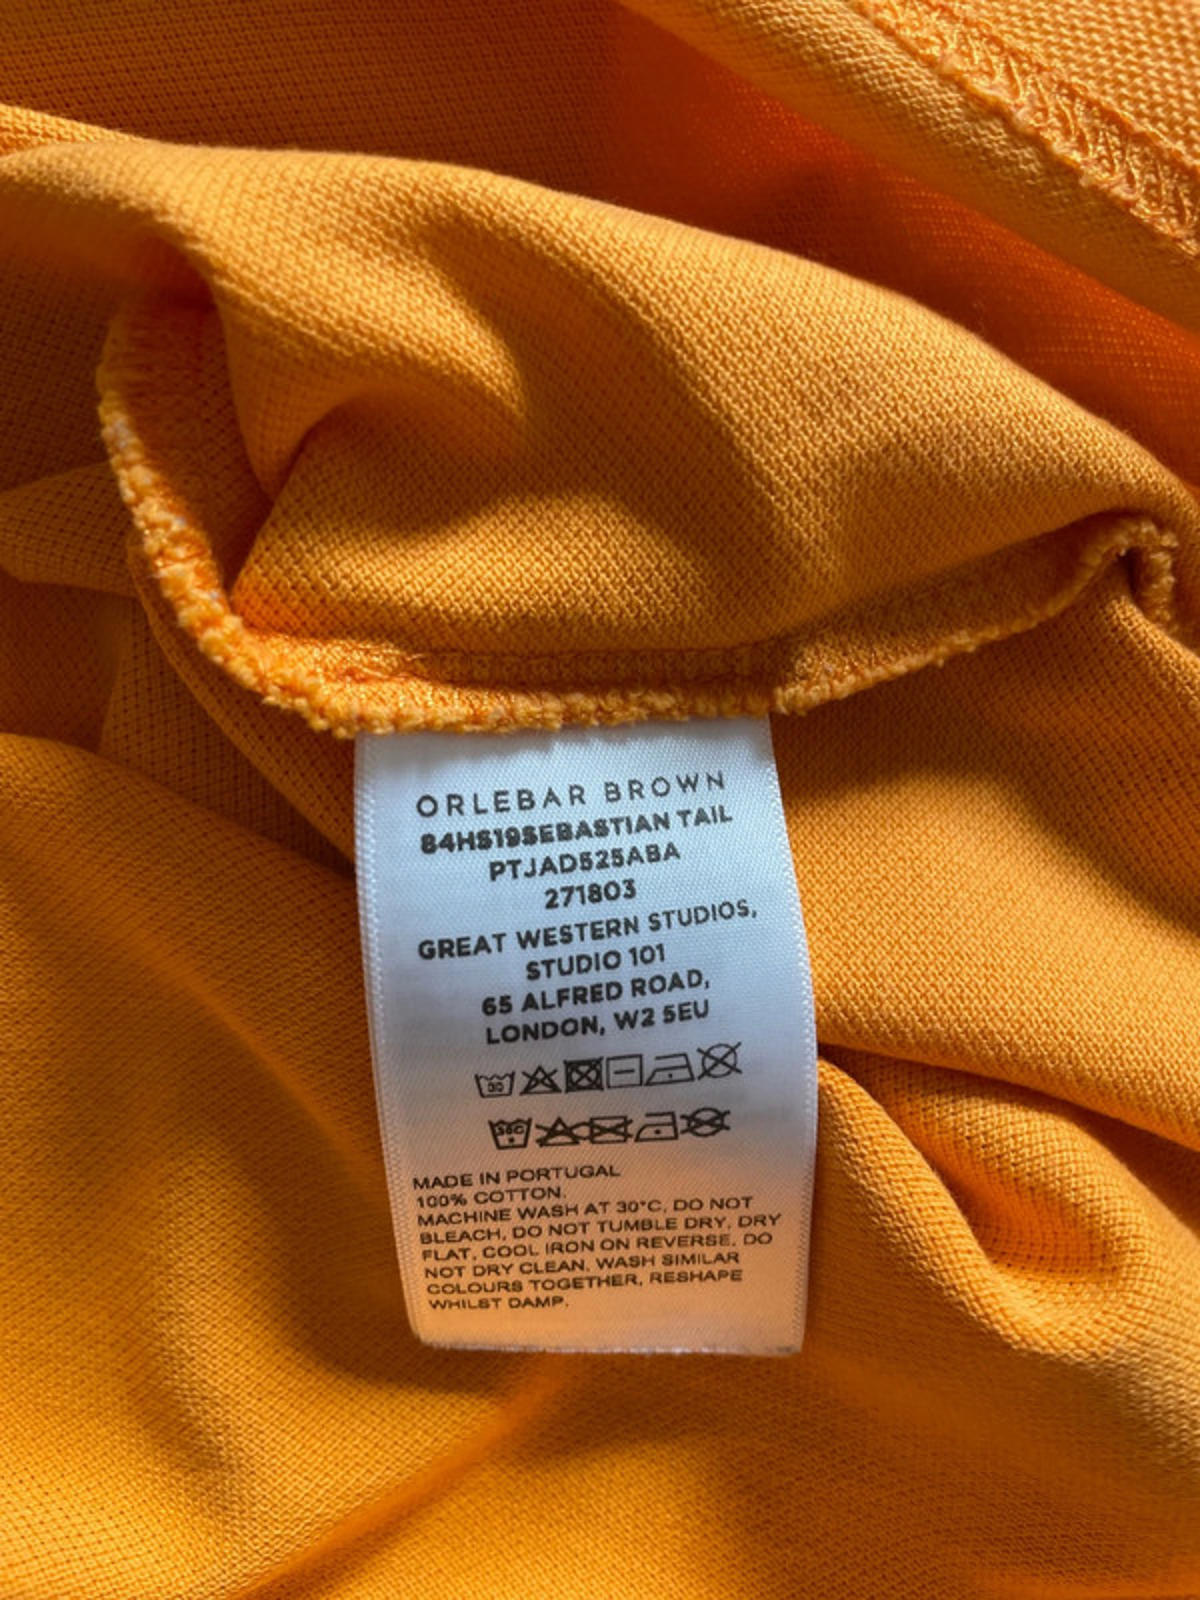 ORLEBAR BROWN
84HS19SEBASTIAN TAIL
PTJAD525ABA
271803
GREAT WESTERN STUDIOS,
STUDIO 101
65 ALFRED ROAD,
LONDON, W2 5EU
30
MADE IN PORTUGAL
100% COTTON.
MACHINE WASH AT 30°C, DO NOT
BLEACH, DO NOT TUMBLE DRY, DRY
FLAT, COOL IRON ON REVERSE, DO
NOT DRY CLEAN, WASH SIMILAR
COLOURS TOGETHER, RESHAPE
WHILST DAMP.